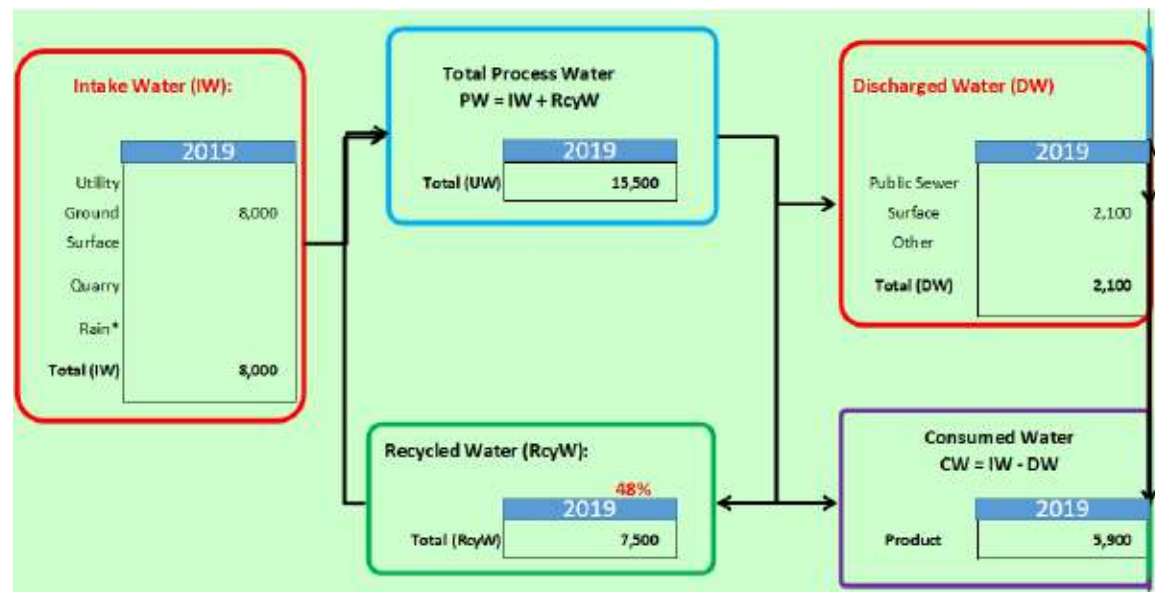 Intake Water (IW):
2019
Utility
Ground 8,000
Surface
Quarry
Rain*
Total (IW) 8,000
Total Process Water
PW = IW + RcyW
2019
Total (UW) 15,500
Discharged Water (DW)
2019
Public Sewer
Surface 2,100
Other
Total (DW) 2,100
Recycled Water (RcyW):
48%
2019
Total (RcyW) 7,500
Consumed Water
CW = IW - DW
2019
Product 5,900